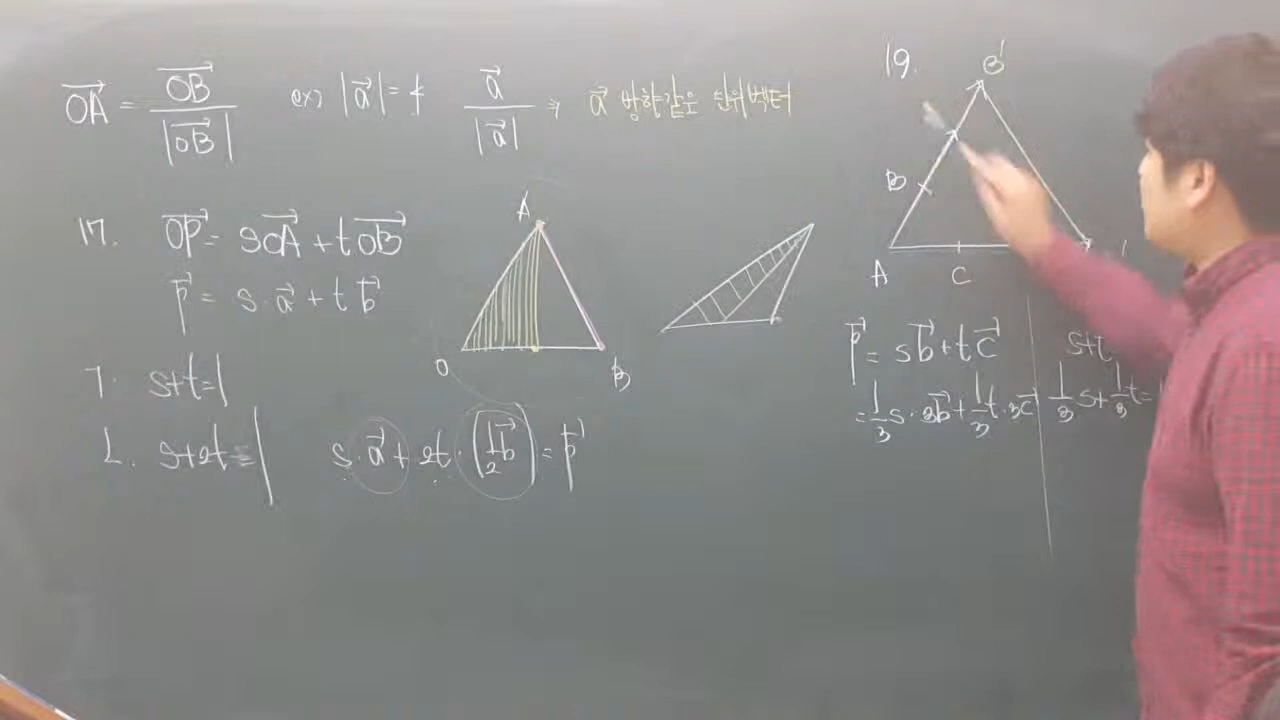 OA = OB / |OB|   ex) |a| = 4   a / |a| ⇒ a 방향같은 단위벡터
17. OP = sOA + tOB
p = s·a + t b
ㄱ. s+t=1
ㄴ. s+2t=1   s·a + 2t·(1/2 b) = p
A
O
B
19.
B'
B
A
C
p = sb + tc
= 1/3 s·3b + 1/3 t·3c
s+t
1/3 s + 1/3 t =